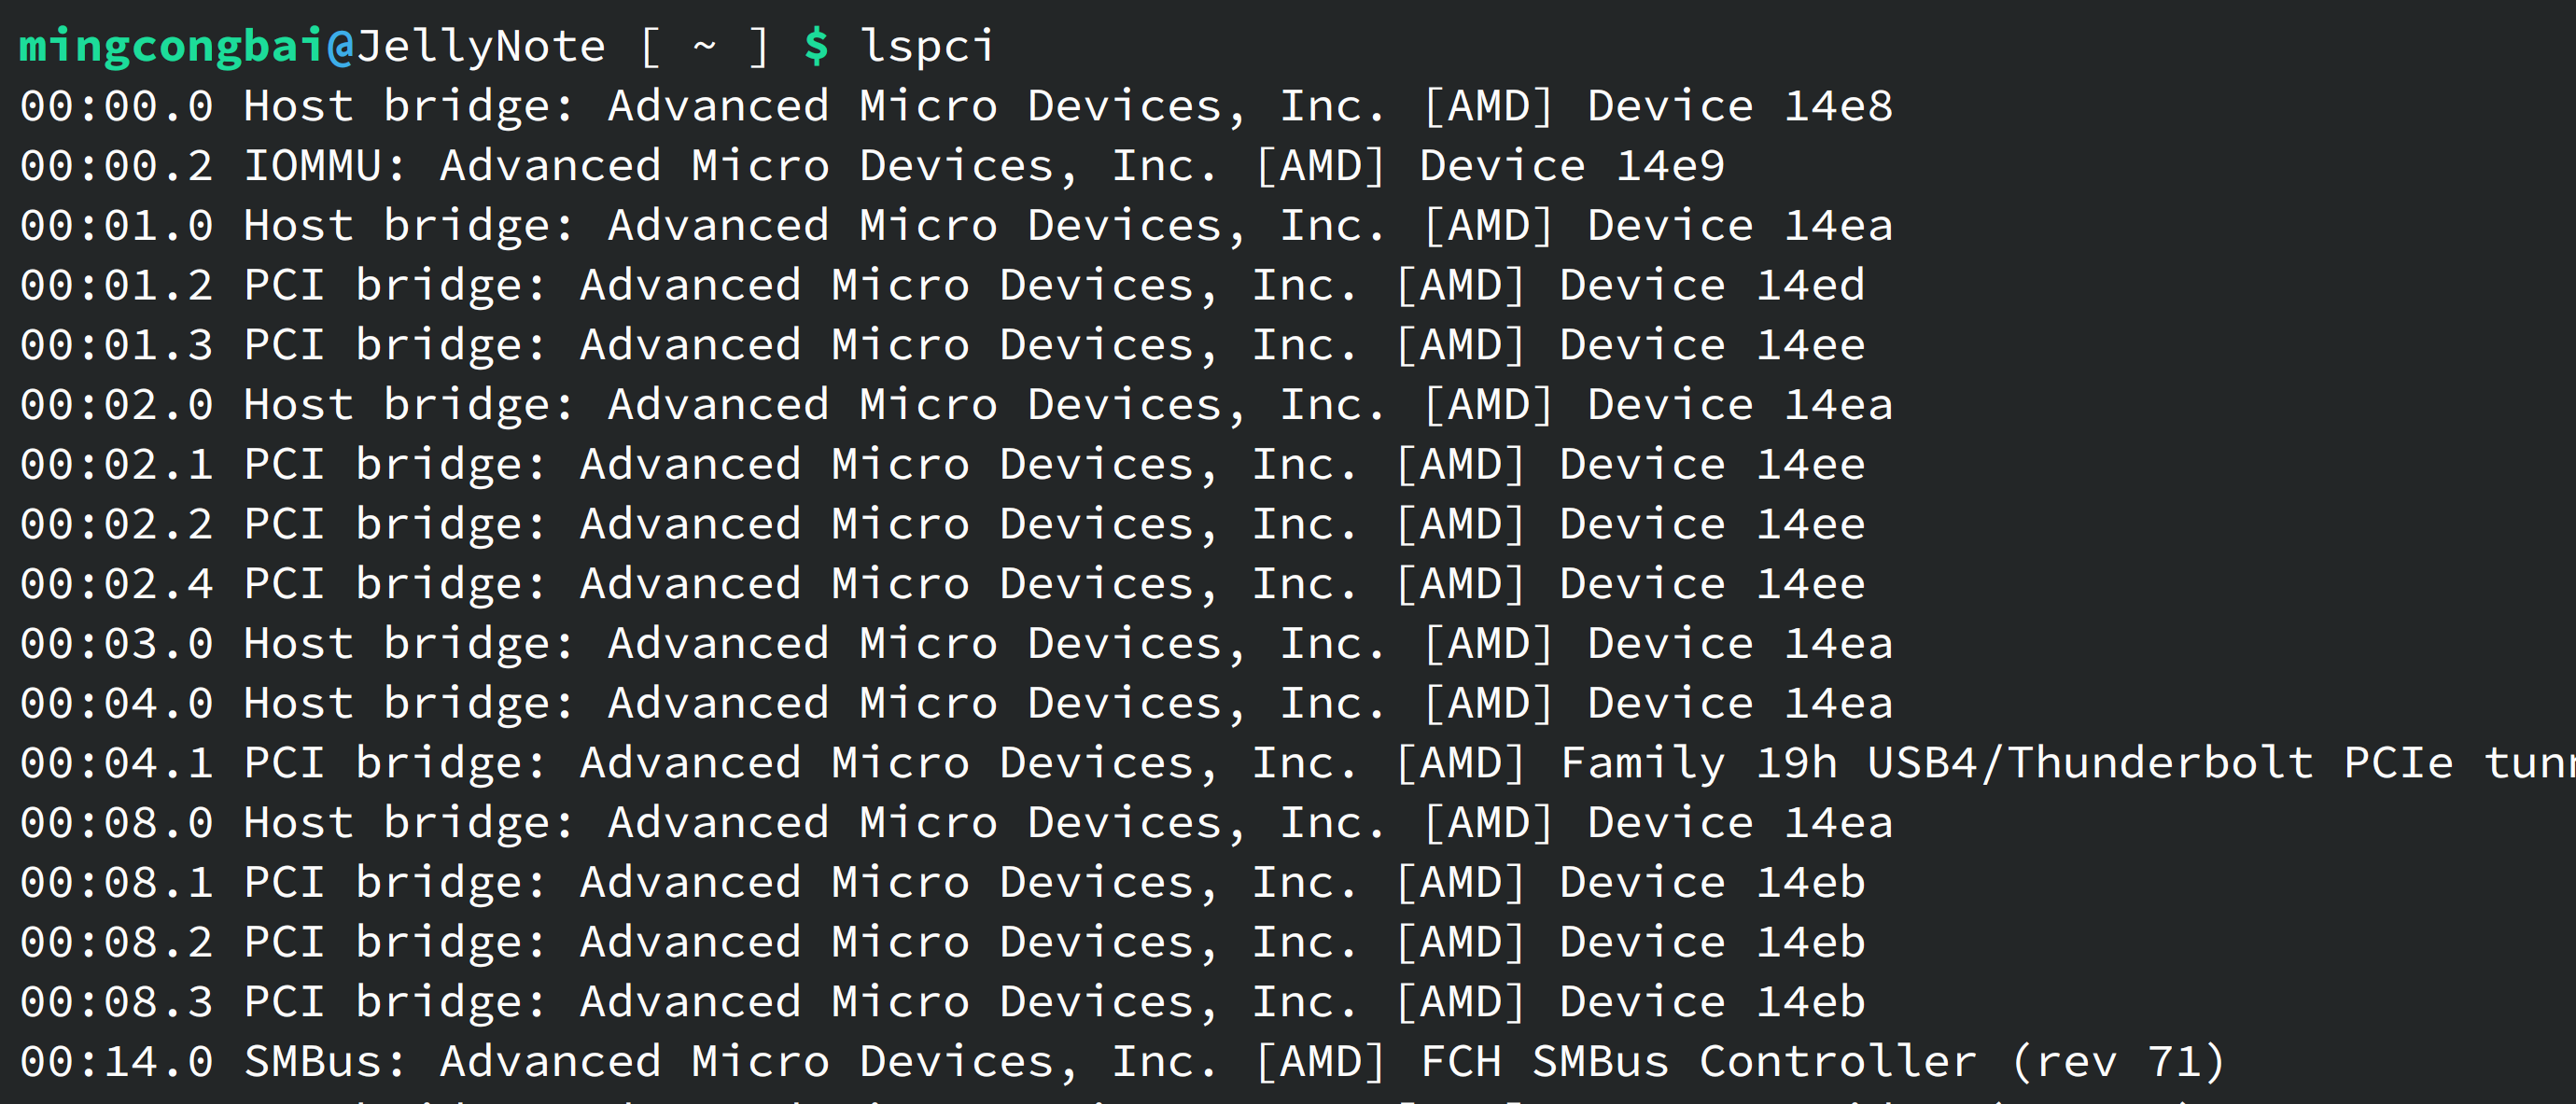 mingcongbai@JellyNote [ ~ ] $ lspci
00:00.0 Host bridge: Advanced Micro Devices, Inc. [AMD] Device 14e8
00:00.2 IOMMU: Advanced Micro Devices, Inc. [AMD] Device 14e9
00:01.0 Host bridge: Advanced Micro Devices, Inc. [AMD] Device 14ea
00:01.2 PCI bridge: Advanced Micro Devices, Inc. [AMD] Device 14ed
00:01.3 PCI bridge: Advanced Micro Devices, Inc. [AMD] Device 14ee
00:02.0 Host bridge: Advanced Micro Devices, Inc. [AMD] Device 14ea
00:02.1 PCI bridge: Advanced Micro Devices, Inc. [AMD] Device 14ee
00:02.2 PCI bridge: Advanced Micro Devices, Inc. [AMD] Device 14ee
00:02.4 PCI bridge: Advanced Micro Devices, Inc. [AMD] Device 14ee
00:03.0 Host bridge: Advanced Micro Devices, Inc. [AMD] Device 14ea
00:04.0 Host bridge: Advanced Micro Devices, Inc. [AMD] Device 14ea
00:04.1 PCI bridge: Advanced Micro Devices, Inc. [AMD] Family 19h USB4/Thunderbolt PCIe tun
00:08.0 Host bridge: Advanced Micro Devices, Inc. [AMD] Device 14ea
00:08.1 PCI bridge: Advanced Micro Devices, Inc. [AMD] Device 14eb
00:08.2 PCI bridge: Advanced Micro Devices, Inc. [AMD] Device 14eb
00:08.3 PCI bridge: Advanced Micro Devices, Inc. [AMD] Device 14eb
00:14.0 SMBus: Advanced Micro Devices, Inc. [AMD] FCH SMBus Controller (rev 71)